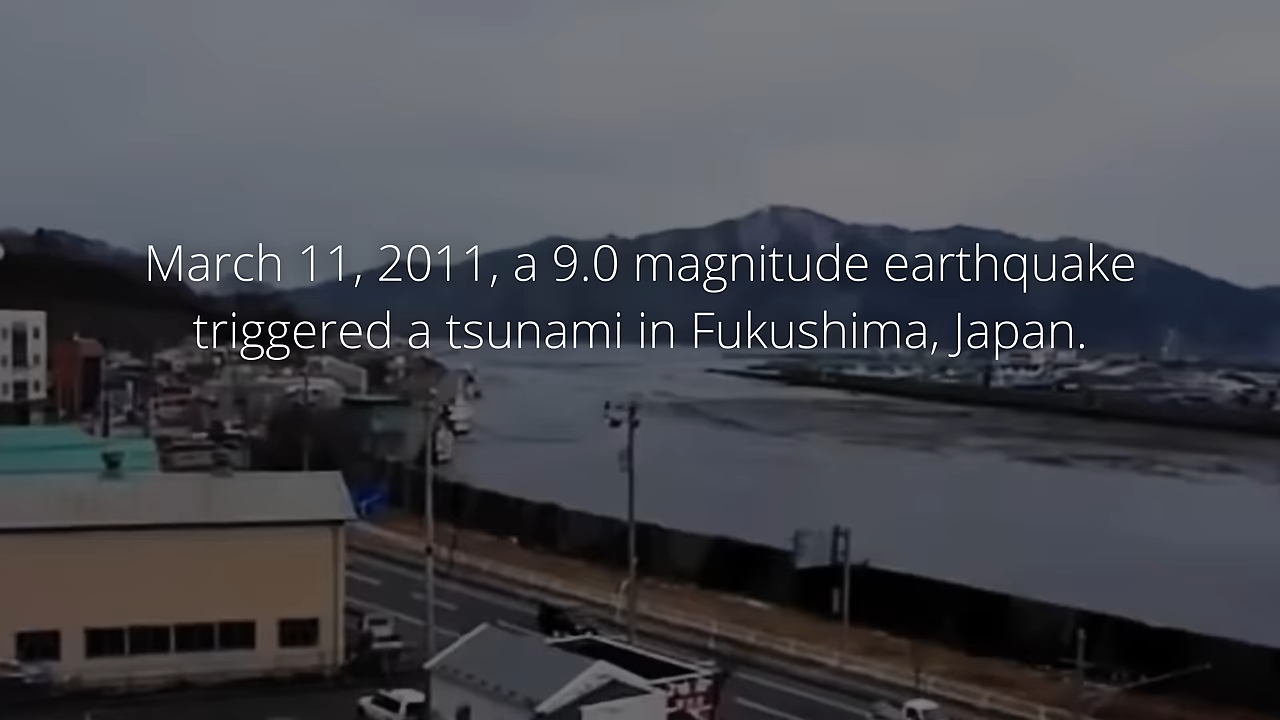 March 11, 2011, a 9.0 magnitude earthquake
triggered a tsunami in Fukushima, Japan.